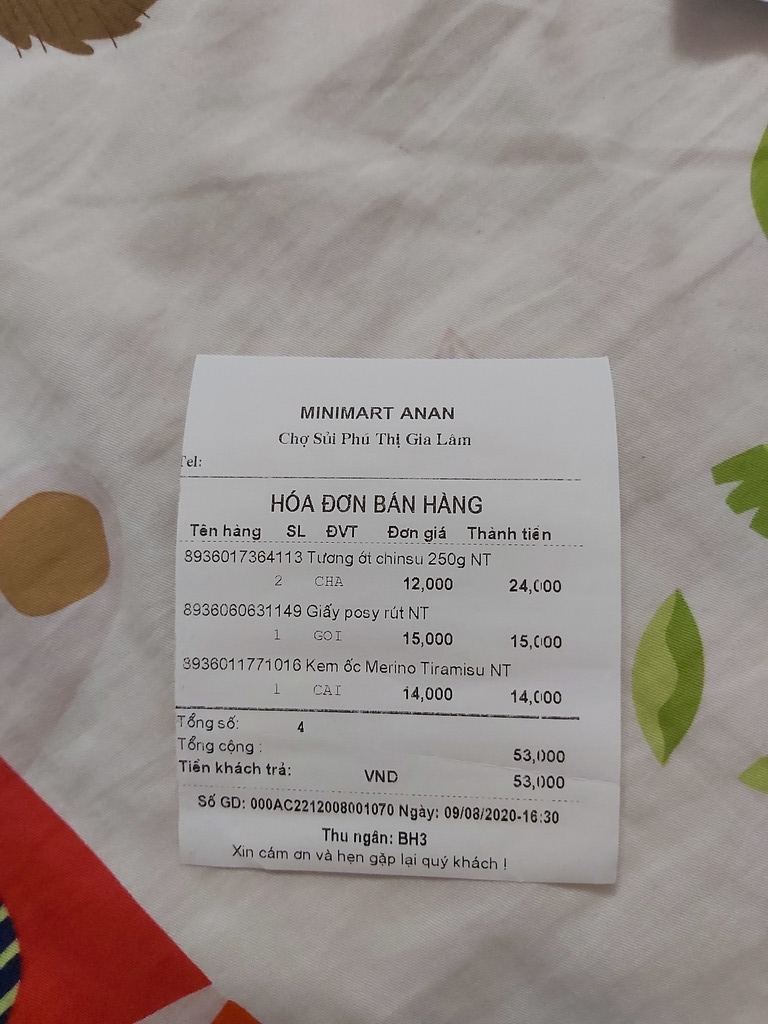 MINIMART ANAN
Chợ Sủi Phú Thị Gia Lâm
Tel:
HÓA ĐƠN BÁN HÀNG
Tên hàng SL ĐVT Đơn giá Thành tiền
8936017364113 Tương ớt chinsu 250g NT
2 CHA 12,000 24,000
8936060631149 Giấy posy rút NT
1 GOI 15,000 15,000
8936011771016 Kem ốc Merino Tiramisu NT
1 CAI 14,000 14,000
Tổng số: 4
Tổng cộng : 53,000
Tiền khách trả: VND 53,000
Số GD: 000AC2212008001070 Ngày: 09/08/2020-16:30
Thu ngân: BH3
Xin cám ơn và hẹn gặp lại quý khách !